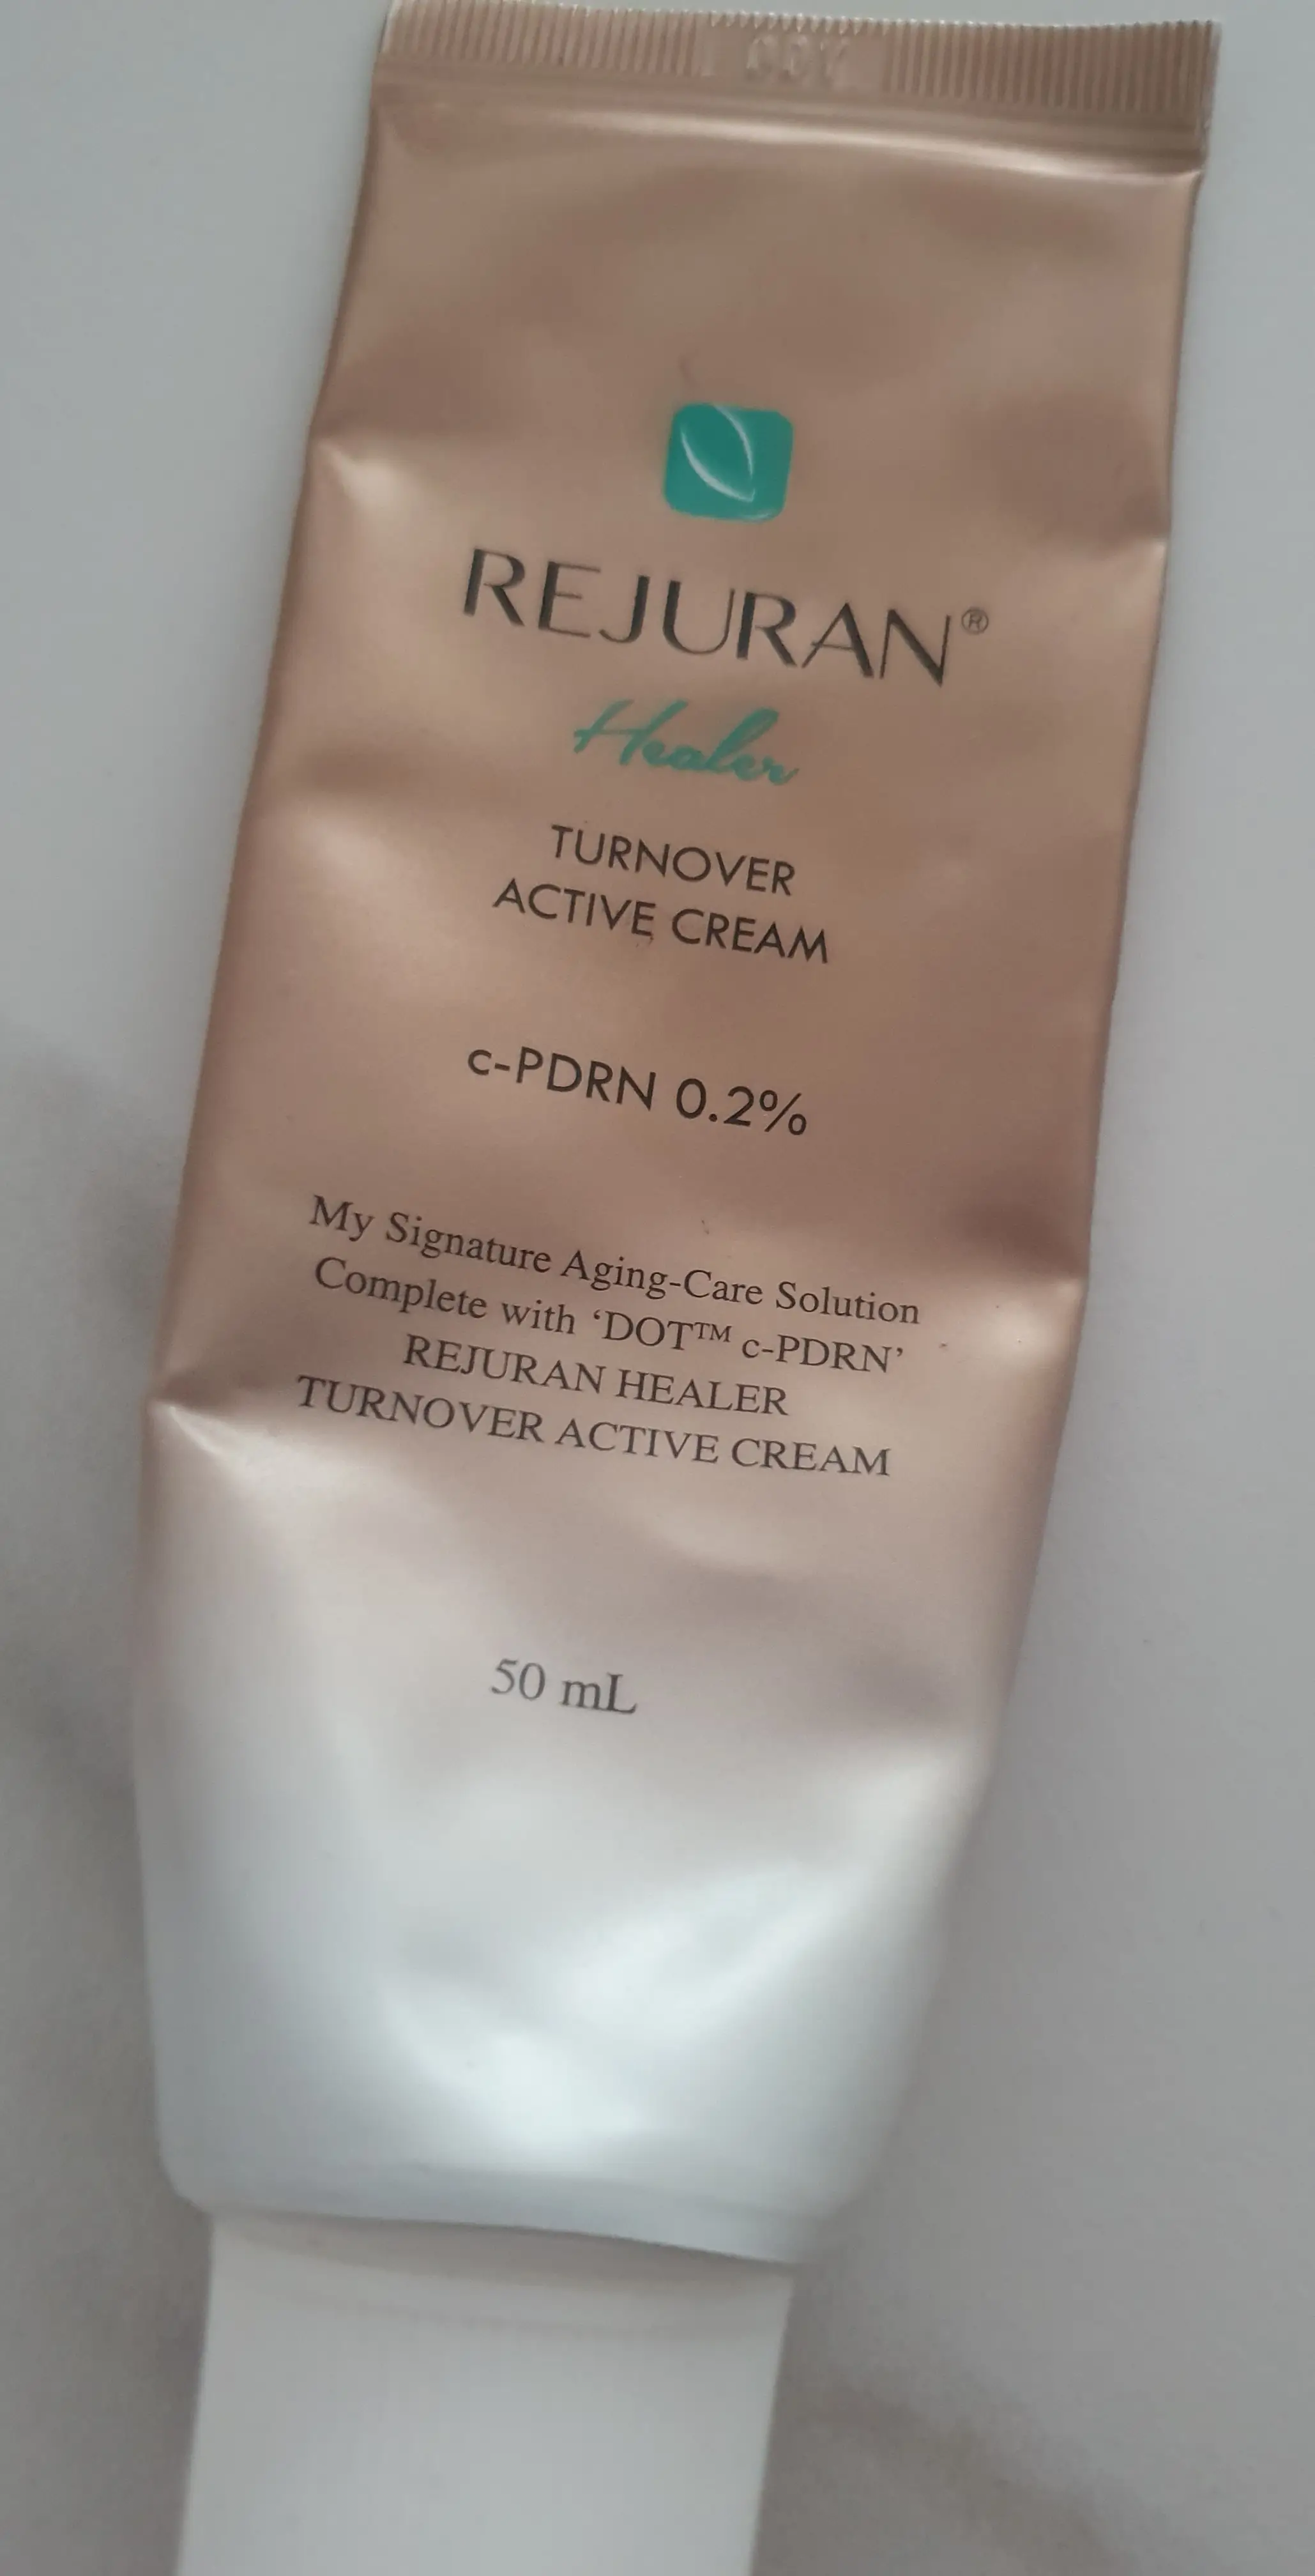 REJURAN®
Healer
TURNOVER
ACTIVE CREAM
c-PDRN 0.2%
My Signature Aging-Care Solution
Complete with ‘DOT™ c-PDRN’
REJURAN HEALER
TURNOVER ACTIVE CREAM
50 mL